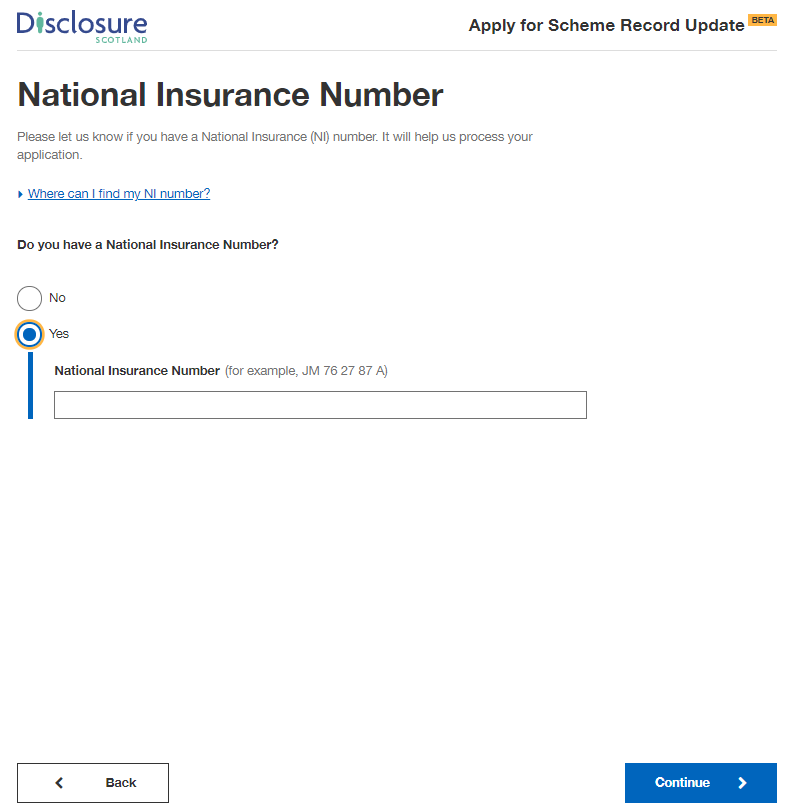 Disclosure
SCOTLAND
Apply for Scheme Record Update BETA
National Insurance Number
Please let us know if you have a National Insurance (NI) number. It will help us process your
application.
Where can I find my NI number?
Do you have a National Insurance Number?
No
Yes
National Insurance Number (for example, JM 76 27 87 A)
Back
Continue